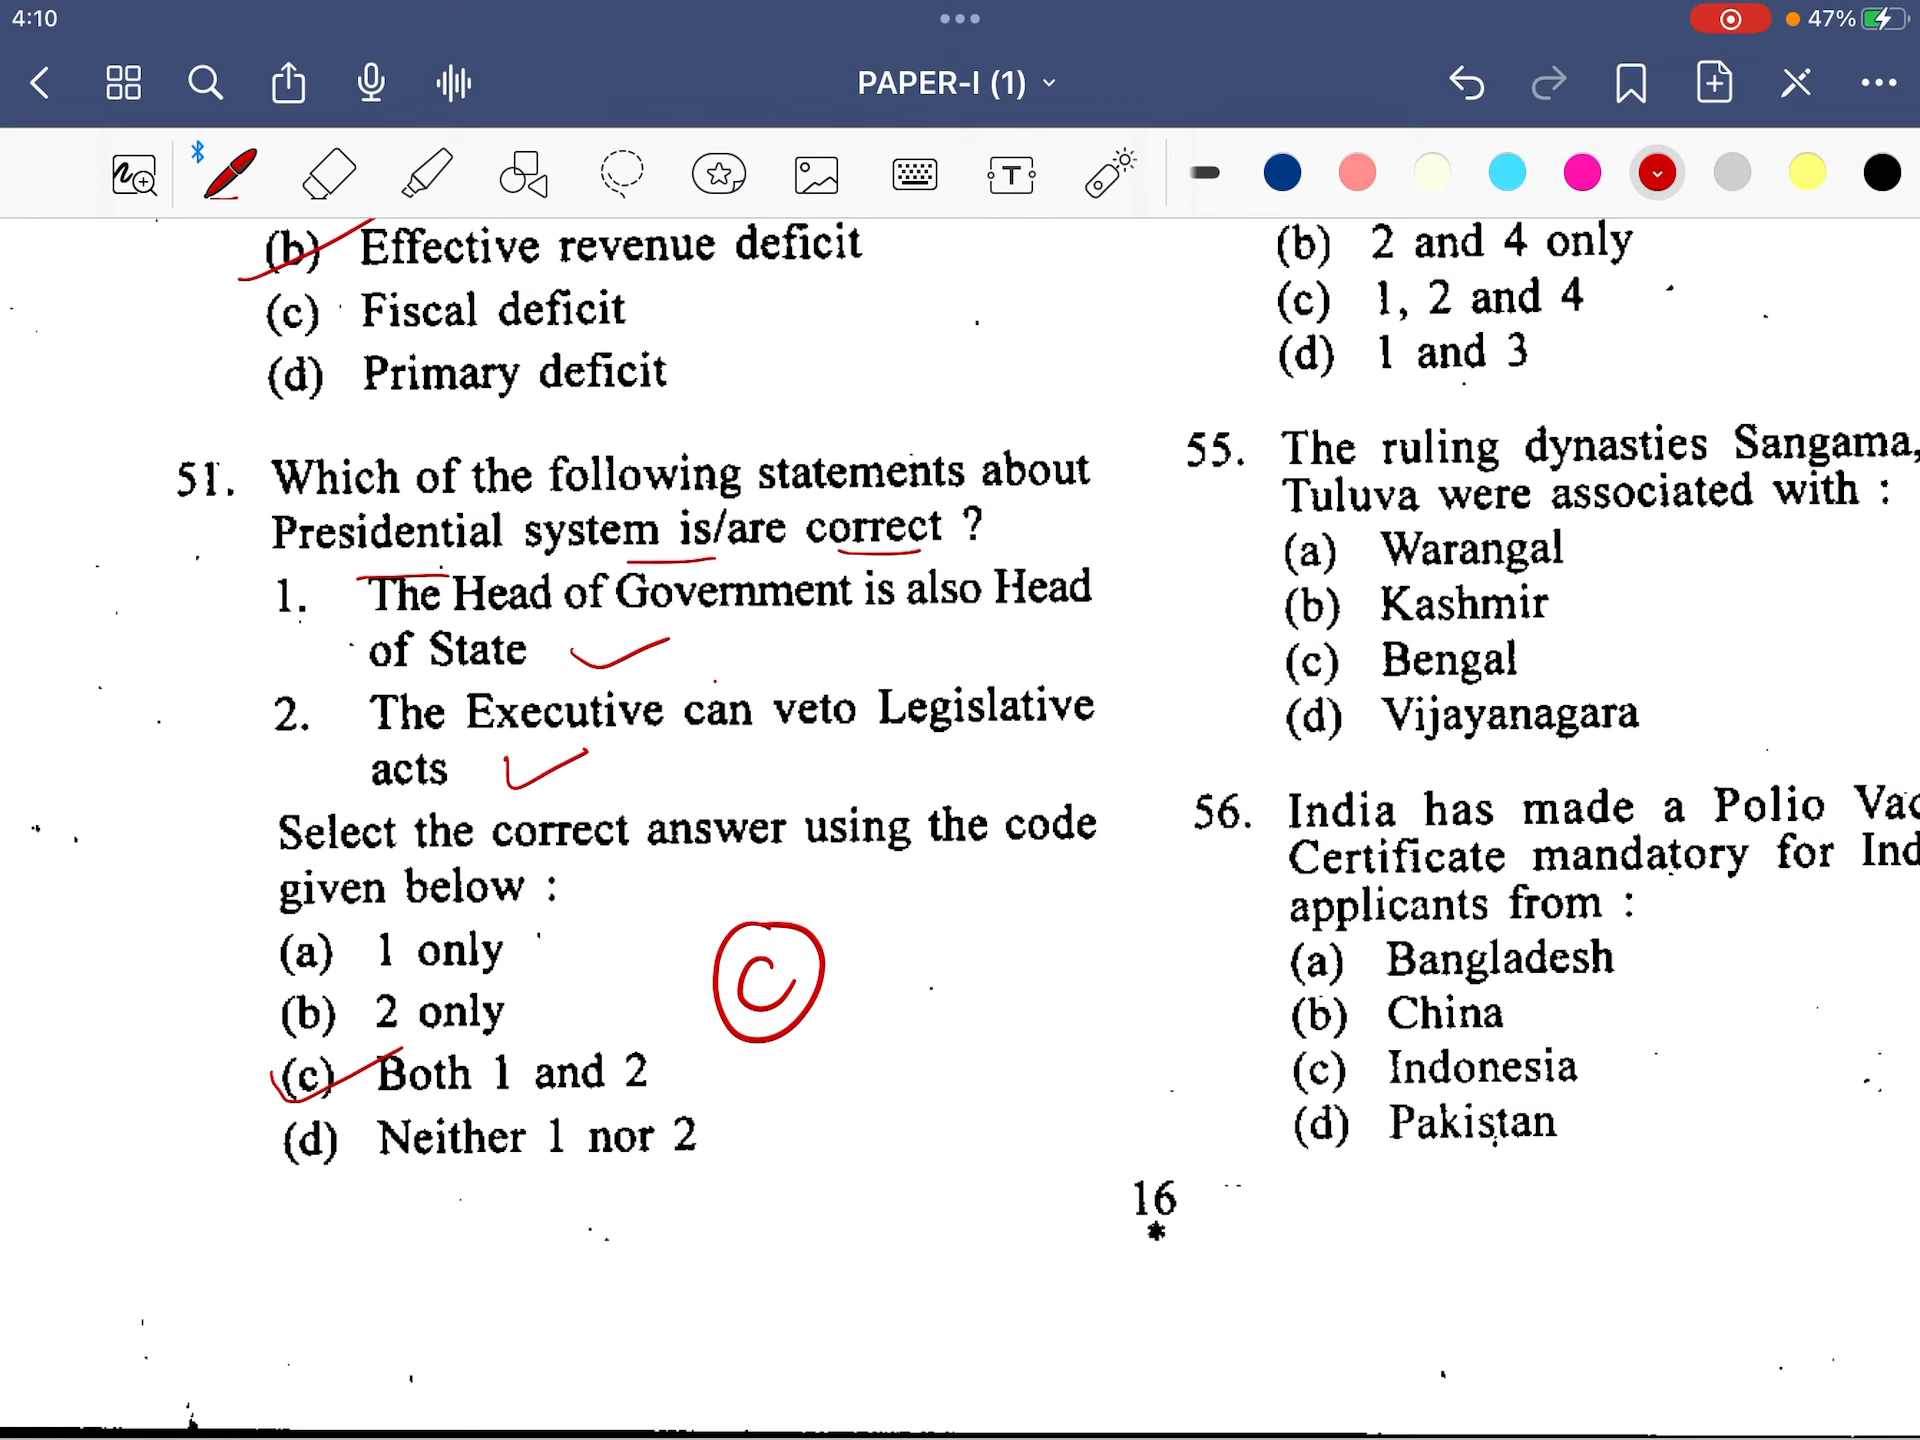 4:10
47%
PAPER-I (1)
T
(b) Effective revenue deficit
(c) Fiscal deficit
(d) Primary deficit
51. Which of the following statements about
Presidential system is/are correct ?
1. The Head of Government is also Head
of State
2. The Executive can veto Legislative
acts
Select the correct answer using the code
given below :
(a) 1 only
(b) 2 only
(c) Both 1 and 2
(d) Neither 1 nor 2
C
(b) 2 and 4 only
(c) 1, 2 and 4
(d) 1 and 3
55. The ruling dynasties Sangama,
Tuluva were associated with :
(a) Warangal
(b) Kashmir
(c) Bengal
(d) Vijayanagara
56. India has made a Polio Vac
Certificate mandatory for Ind
applicants from :
(a) Bangladesh
(b) China
(c) Indonesia
(d) Pakistan
16
*